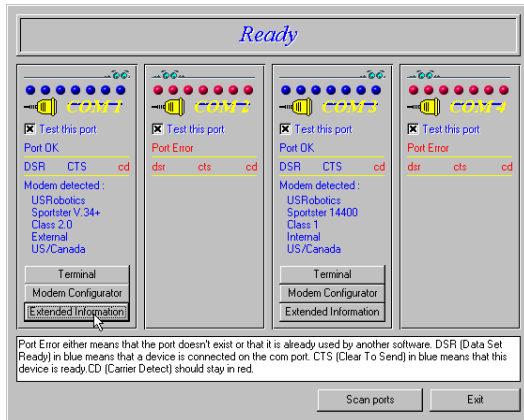 Ready
COM 1
Test this port
Port OK
DSR CTS cd
Modem detected :
USRobotics
Sportster V.34+
Class 2.0
External
US/Canada
Terminal
Modem Configurator
Extended Information
COM 2
Test this port
Port Error
dsr cts cd
COM 3
Test this port
Port OK
DSR CTS cd
Modem detected :
USRobotics
Sportster 14400
Class 1
Internal
US/Canada
Terminal
Modem Configurator
Extended Information
COM 4
Test this port
Port Error
dsr cts cd
Port Error either means that the port doesn't exist or that it is already used by another software. DSR (Data Set
Ready) in blue means that a device is connected on the com port. CTS (Clear To Send) in blue means that this
device is ready.CD (Carrier Detect) should stay in red.
Scan ports
Exit